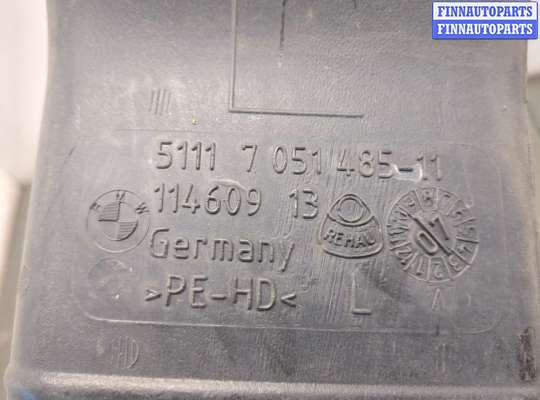 FINNAUTOPARTS
FINNAUTOPARTS
5111 7 051 485-11
114609 13
REHAU
Germany
>PE-HD<
L